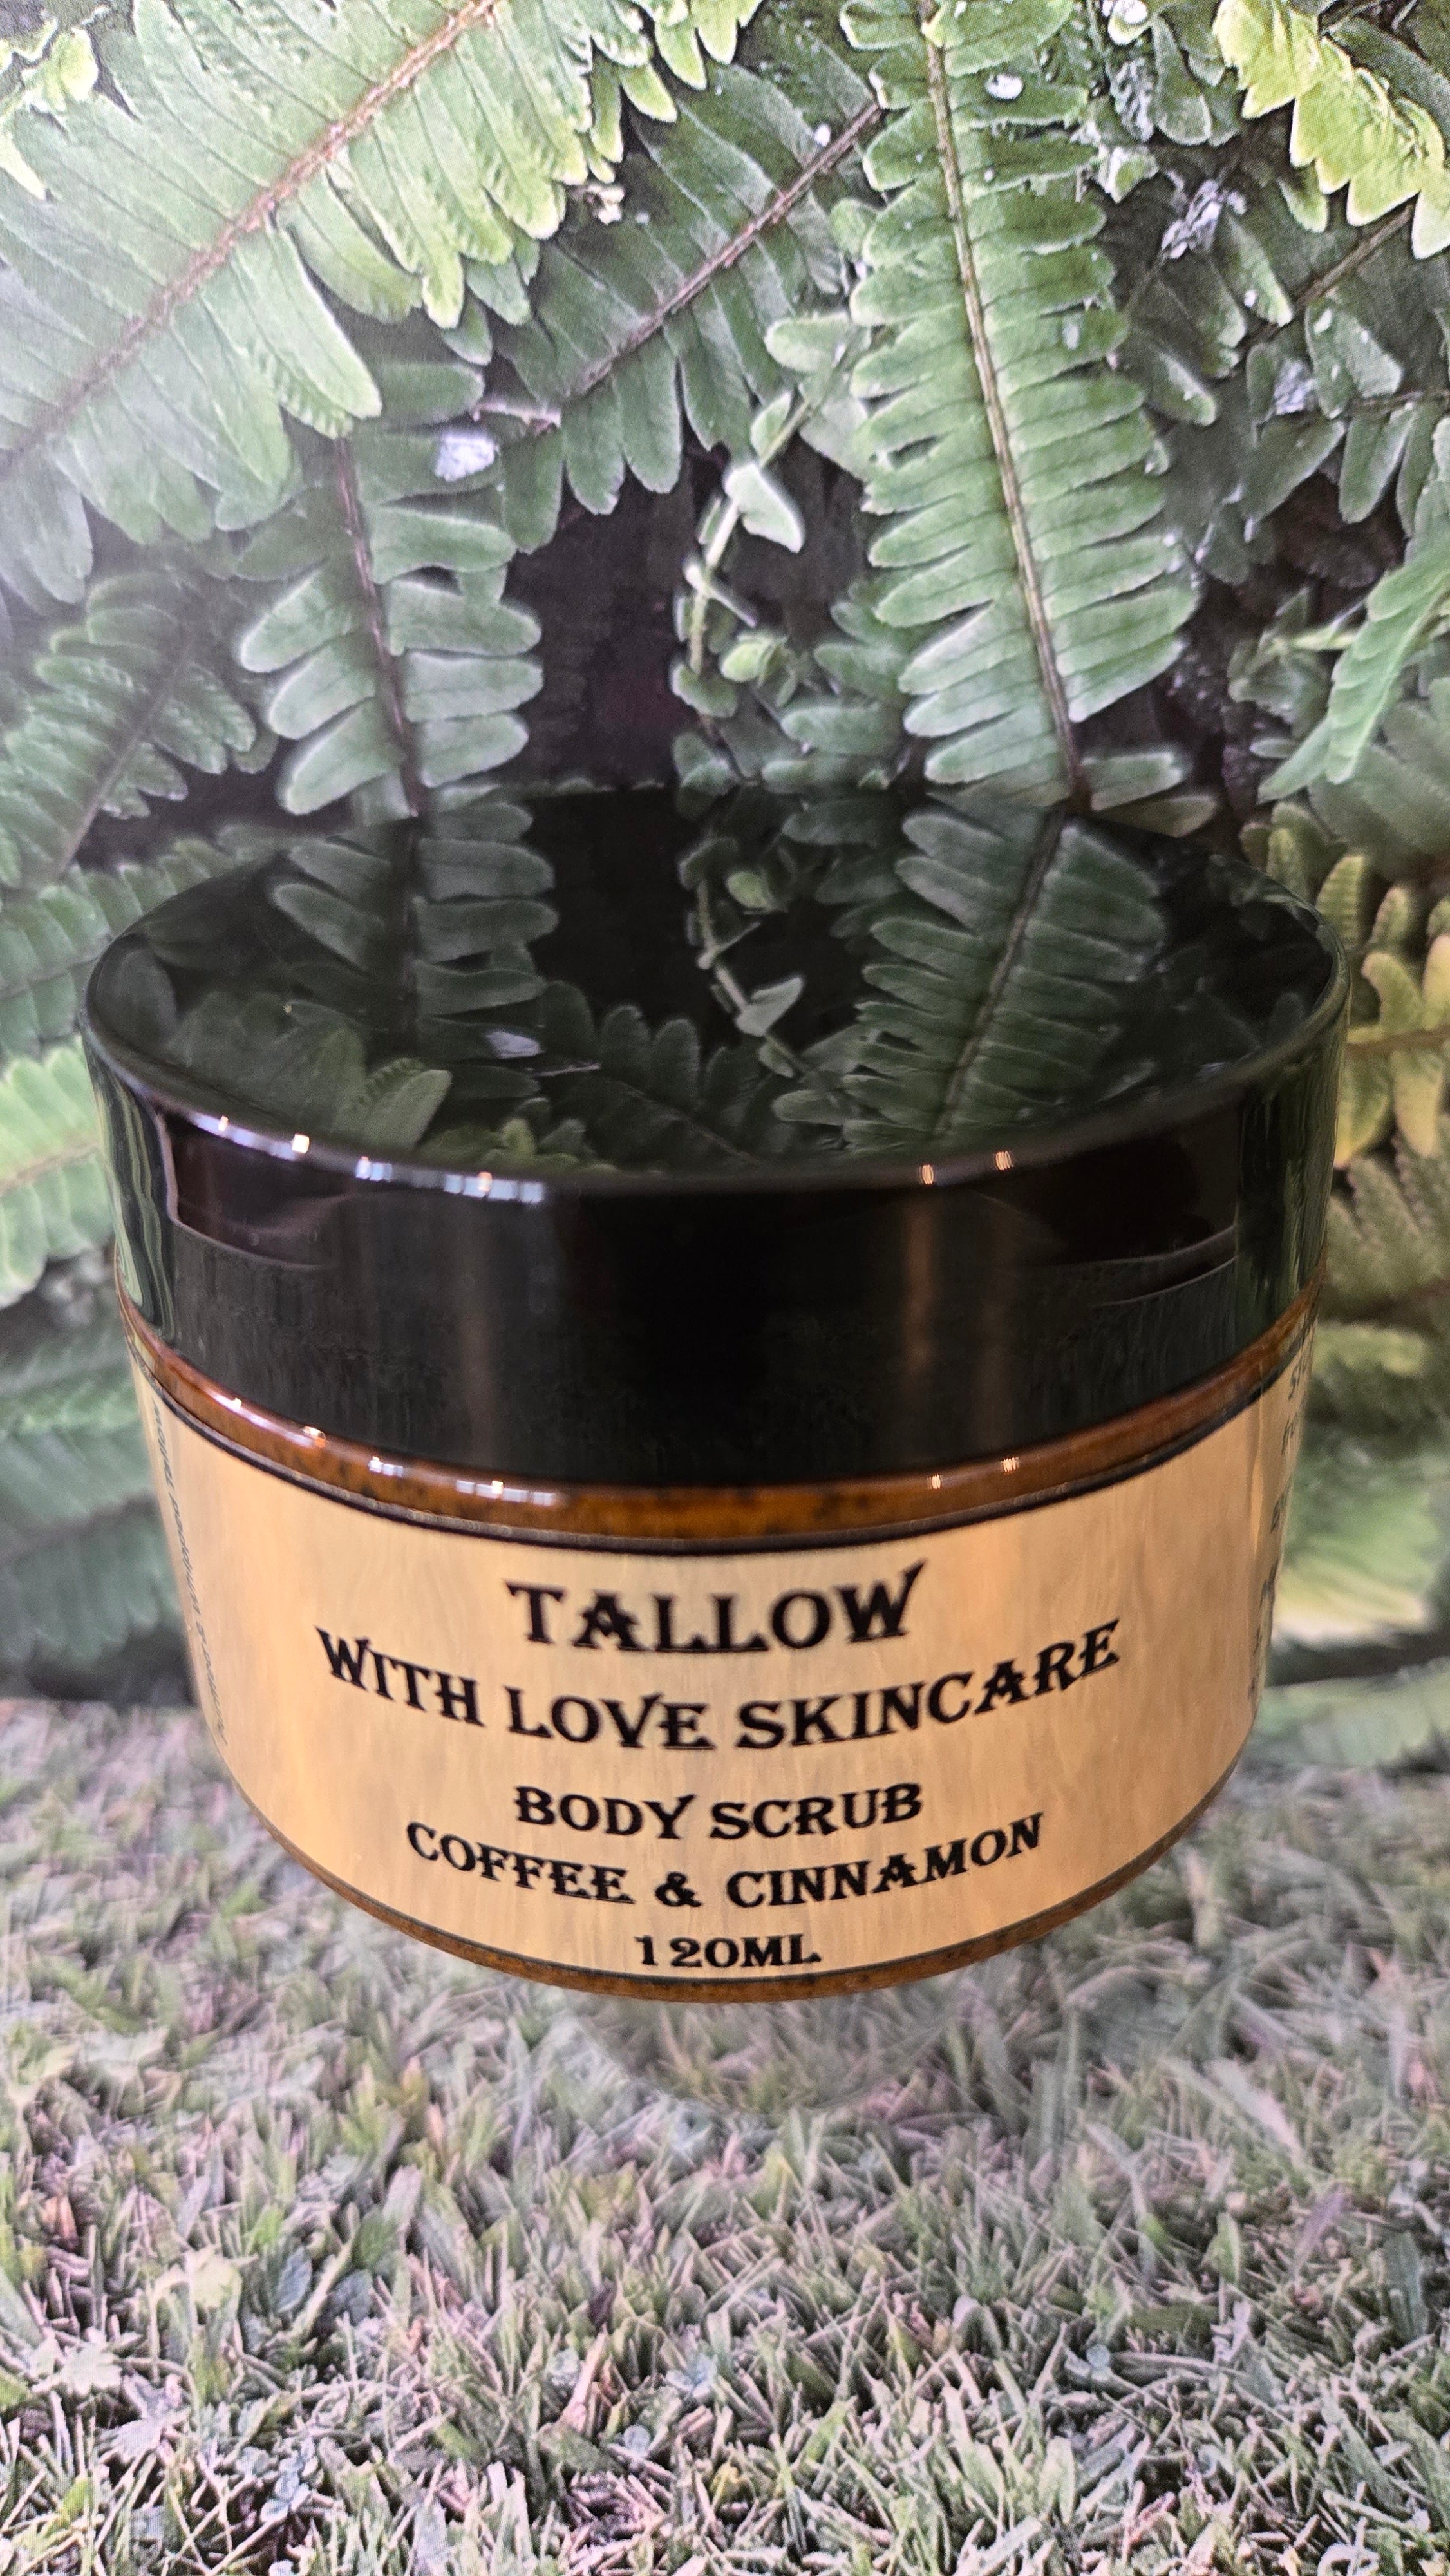 TALLOW
WITH LOVE SKINCARE
BODY SCRUB
COFFEE & CINNAMON
120ML